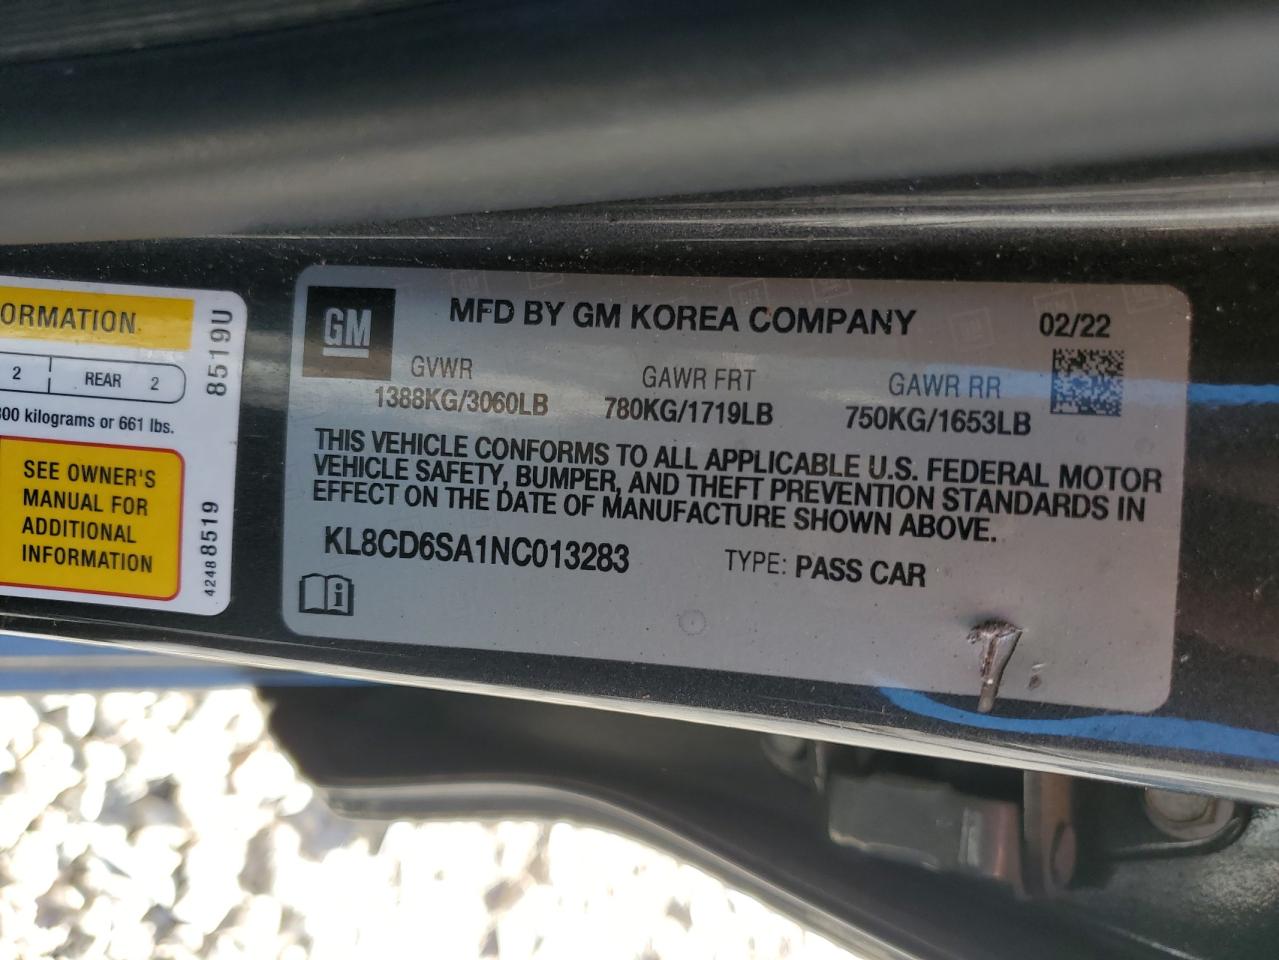 ORMATION.
2 REAR 2
300 kilograms or 661 lbs.
SEE OWNER'S
MANUAL FOR
ADDITIONAL
INFORMATION
8519U
42488519
GM
MFD BY GM KOREA COMPANY
02/22
GVWR GAWR FRT GAWR RR
1388KG/3060LB 780KG/1719LB 750KG/1653LB
THIS VEHICLE CONFORMS TO ALL APPLICABLE U.S. FEDERAL MOTOR
VEHICLE SAFETY, BUMPER, AND THEFT PREVENTION STANDARDS IN
EFFECT ON THE DATE OF MANUFACTURE SHOWN ABOVE.
KL8CD6SA1NC013283 TYPE: PASS CAR